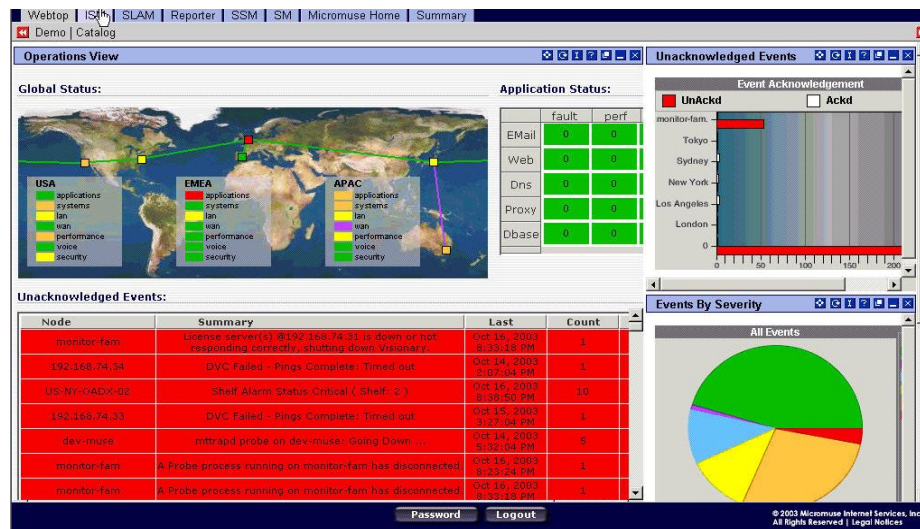 Webtop ISM SLAM Reporter SSM SM Micromuse Home Summary
Demo | Catalog
Operations View
Global Status:
USA
applications
systems
lan
wan
performance
voice
security
EMEA
applications
systems
lan
wan
performance
voice
security
APAC
applications
systems
lan
wan
performance
voice
security
Application Status:
fault perf
EMail 0 0
Web 0 0
Dns 0 0
Proxy 0 0
Dbase 0 0
Unacknowledged Events
Event Acknowledgement
UnAckd Ackd
monitor-fam.
Tokyo
Sydney
New York
Los Angeles
London
0
0 50 100 150 200
Unacknowledged Events:
Node Summary Last Count
monitor-fam License server(s) @192.168.74.31 is down or not responding correctly, shutting down Visionary. Oct 16, 2003 8:33:18 PM 1
192.168.74.34 DVC Failed - Pings Complete: Timed out Oct 14, 2003 2:07:04 PM 1
US-NY-OADX-02 Shelf Alarm Status Critical ( Shelf: 2 ) Oct 16, 2003 8:38:50 PM 10
192.168.74.33 DVC Failed - Pings Complete: Timed out Oct 15, 2003 3:27:04 PM 1
dev-muse mttrapd probe on dev-muse: Going Down ... Oct 14, 2003 5:32:04 PM 5
monitor-fam A Probe process running on monitor-fam has disconnected Oct 16, 2003 8:23:24 PM 1
monitor-fam A Probe process running on monitor-fam has disconnected Oct 16, 2003 8:33:18 PM 1
Events By Severity
All Events
Password Logout
© 2003 Micromuse Internet Services, Inc
All Rights Reserved | Legal Notices